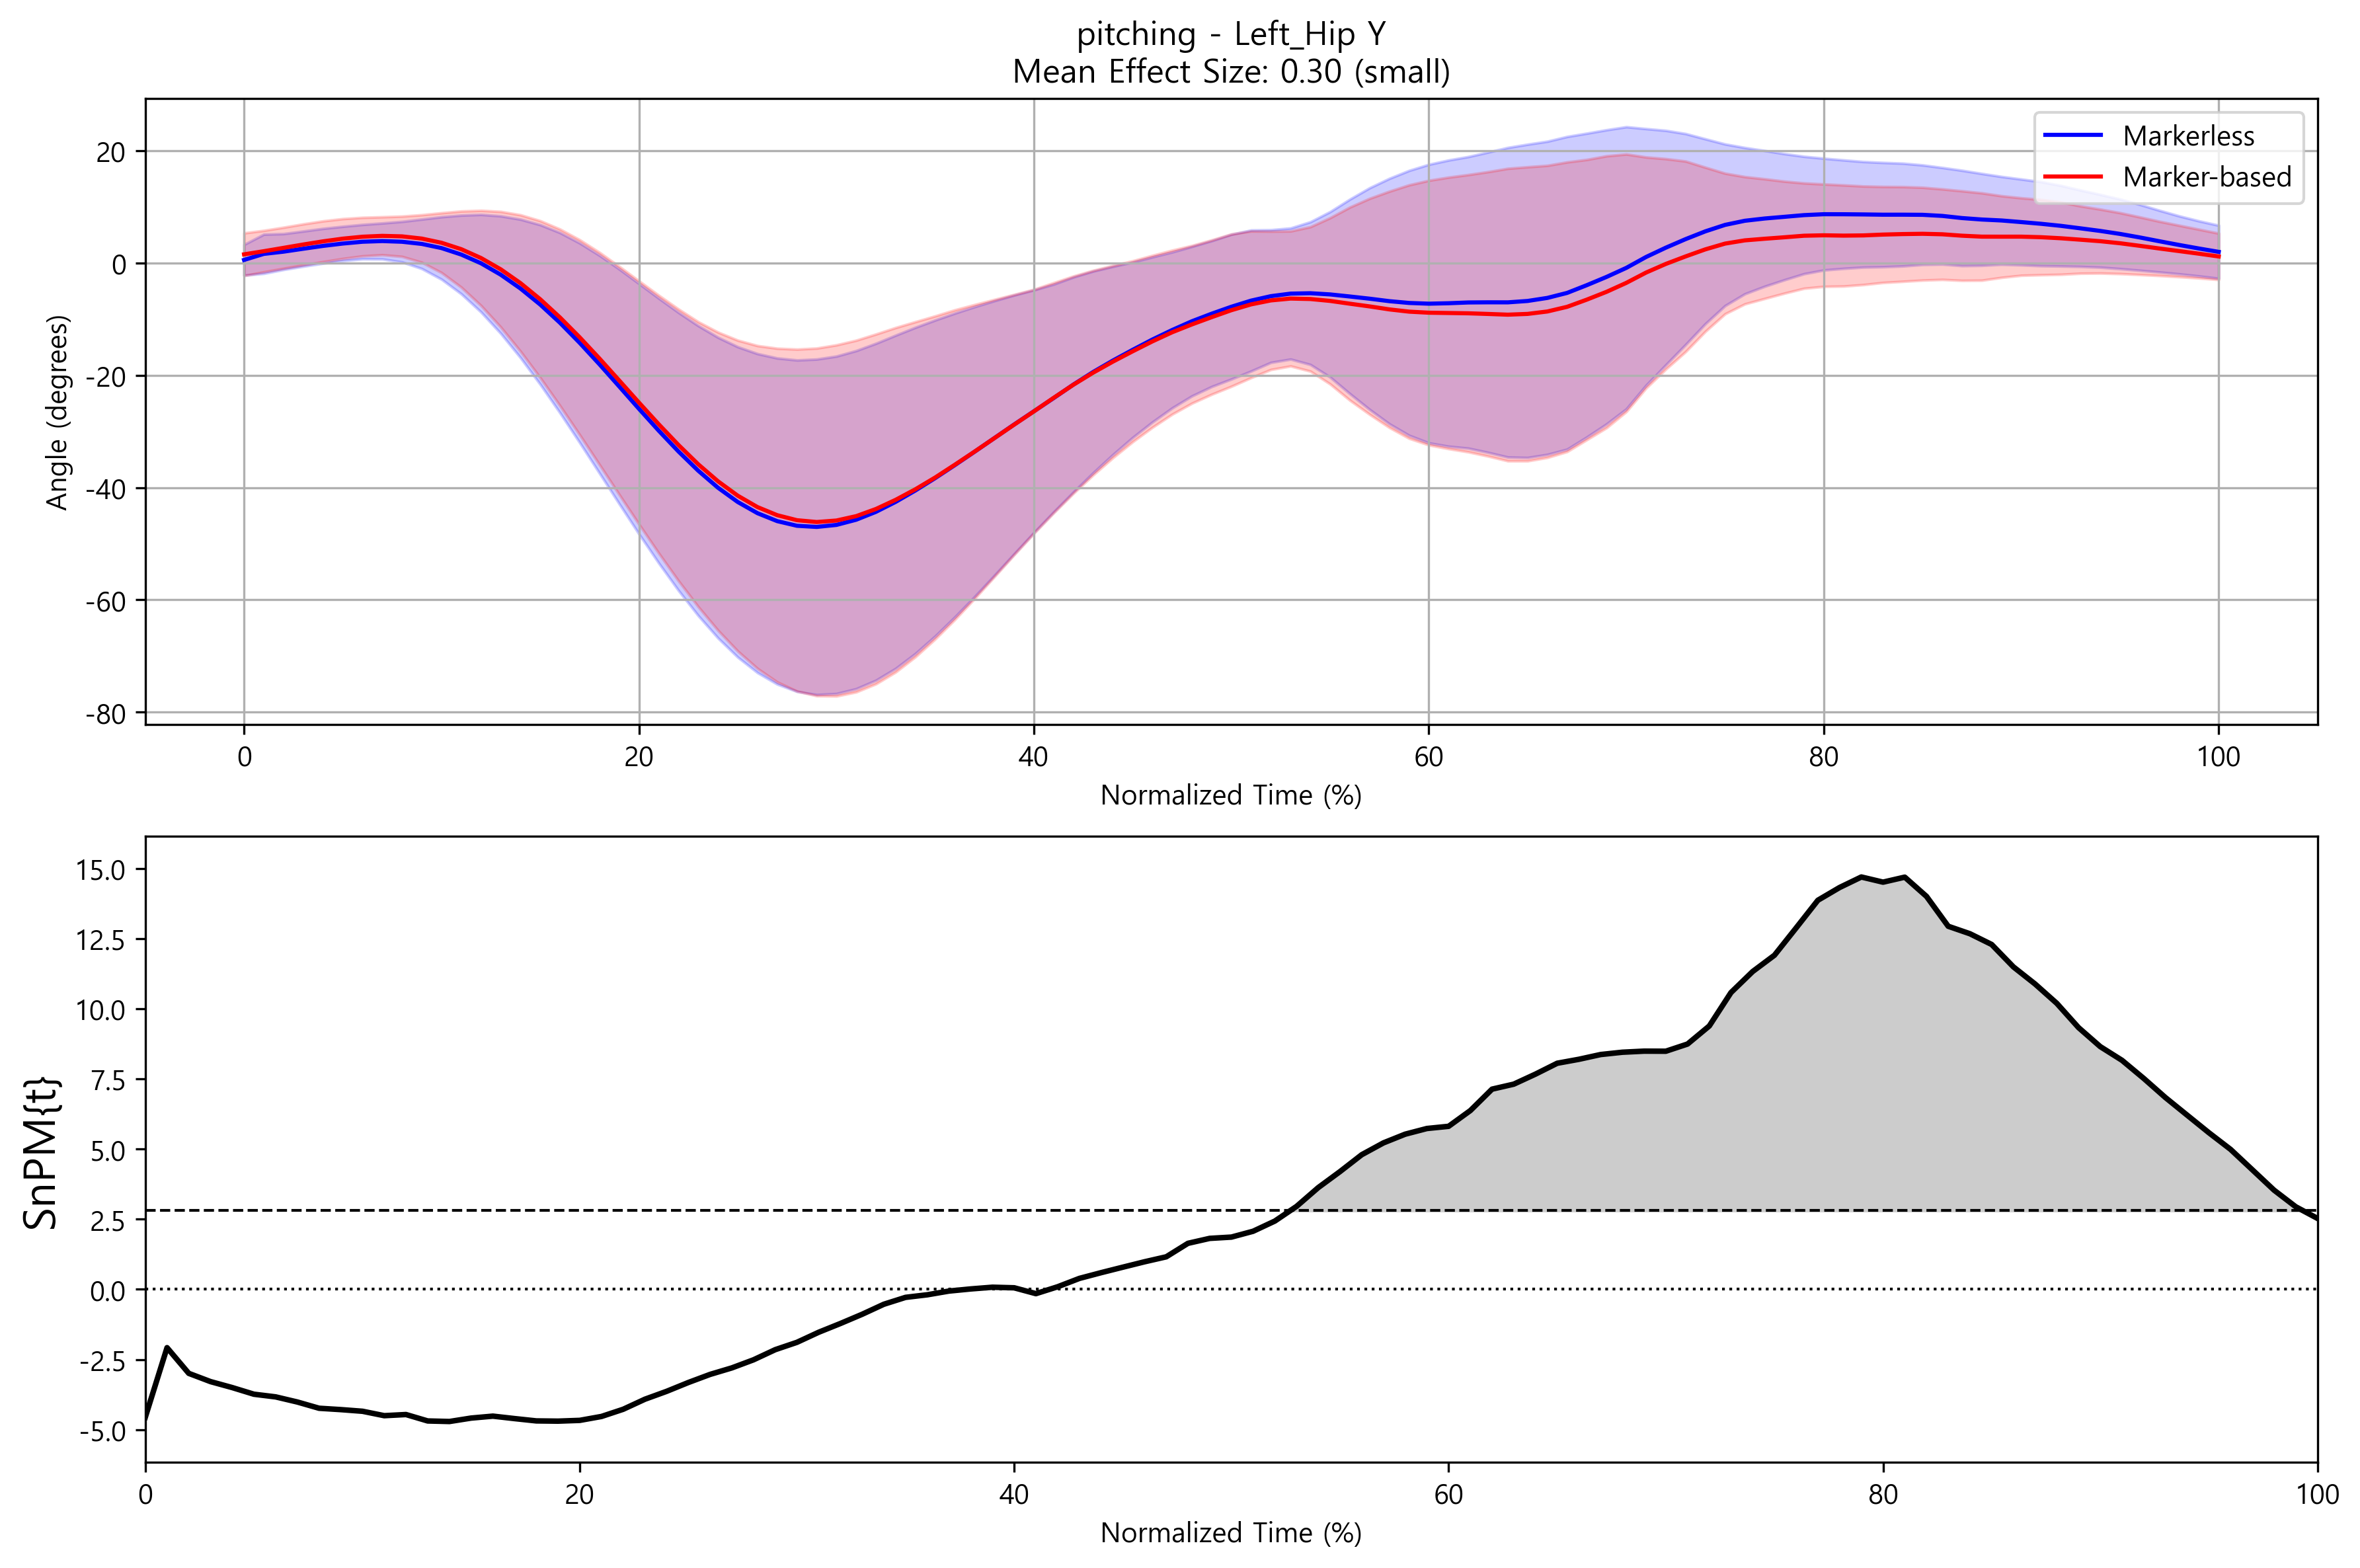 pitching - Left_Hip Y
Mean Effect Size: 0.30 (small)
Markerless
Marker-based
20
0
-20
-40
-60
-80
Angle (degrees)
0 20 40 60 80 100
Normalized Time (%)
15.0
12.5
10.0
7.5
5.0
2.5
0.0
-2.5
-5.0
SnPM{t}
0 20 40 60 80 100
Normalized Time (%)